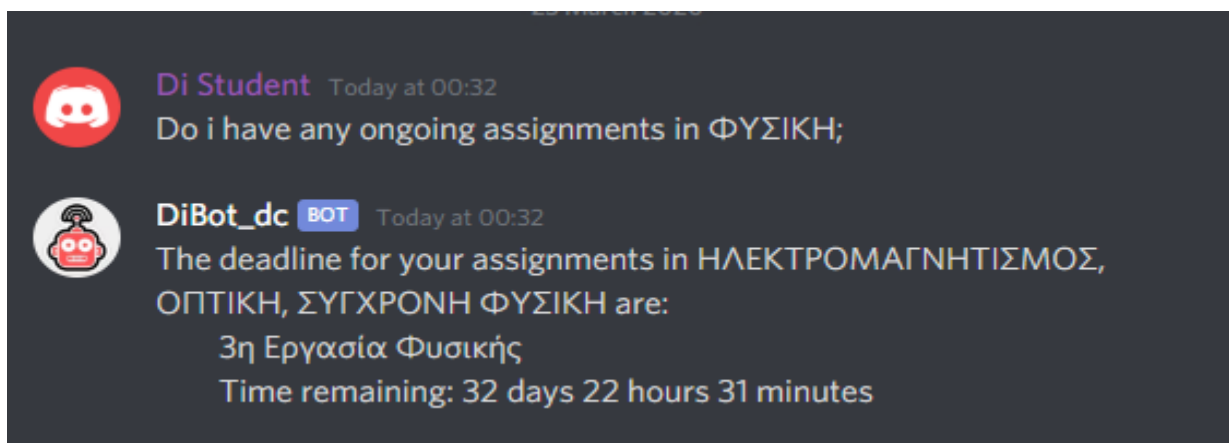 Di Student Today at 00:32
Do i have any ongoing assignments in ΦΥΣΙΚΗ;
DiBot_dc BOT Today at 00:32
The deadline for your assignments in ΗΛΕΚΤΡΟΜΑΓΝΗΤΙΣΜΟΣ,
ΟΠΤΙΚΗ, ΣΥΓΧΡΟΝΗ ΦΥΣΙΚΗ are:
3η Εργασία Φυσικής
Time remaining: 32 days 22 hours 31 minutes